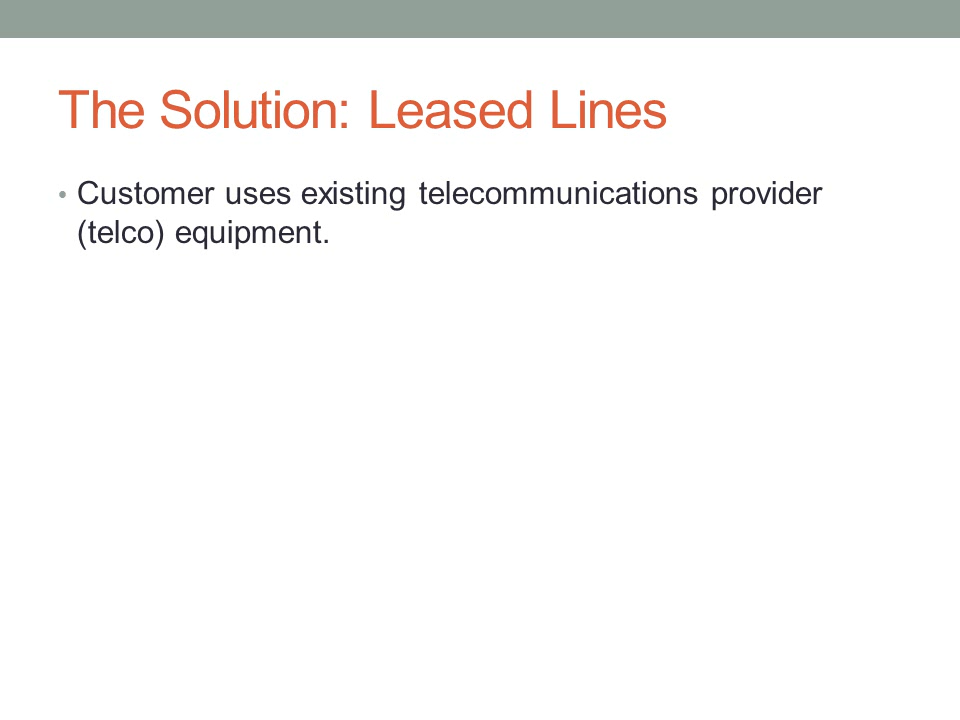 The Solution: Leased Lines
• Customer uses existing telecommunications provider
(telco) equipment.